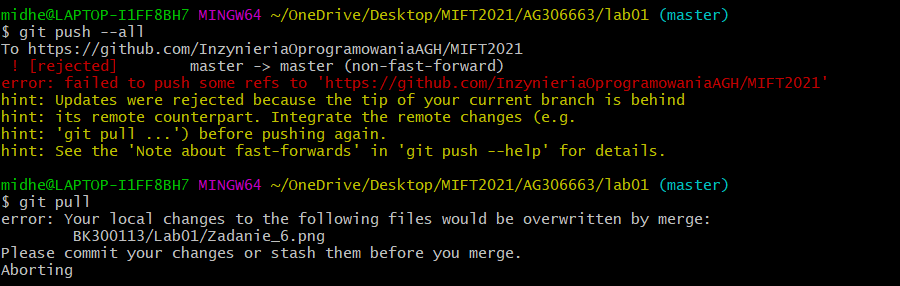 midhe@LAPTOP-I1FF8BH7 MINGW64 ~/OneDrive/Desktop/MIFT2021/AG306663/lab01 (master)
$ git push --all
To https://github.com/InzynieriaOprogramowaniaAGH/MIFT2021
 ! [rejected]        master -> master (non-fast-forward)
error: failed to push some refs to 'https://github.com/InzynieriaOprogramowaniaAGH/MIFT2021'
hint: Updates were rejected because the tip of your current branch is behind
hint: its remote counterpart. Integrate the remote changes (e.g.
hint: 'git pull ...') before pushing again.
hint: See the 'Note about fast-forwards' in 'git push --help' for details.
midhe@LAPTOP-I1FF8BH7 MINGW64 ~/OneDrive/Desktop/MIFT2021/AG306663/lab01 (master)
$ git pull
error: Your local changes to the following files would be overwritten by merge:
        BK300113/Lab01/Zadanie_6.png
Please commit your changes or stash them before you merge.
Aborting